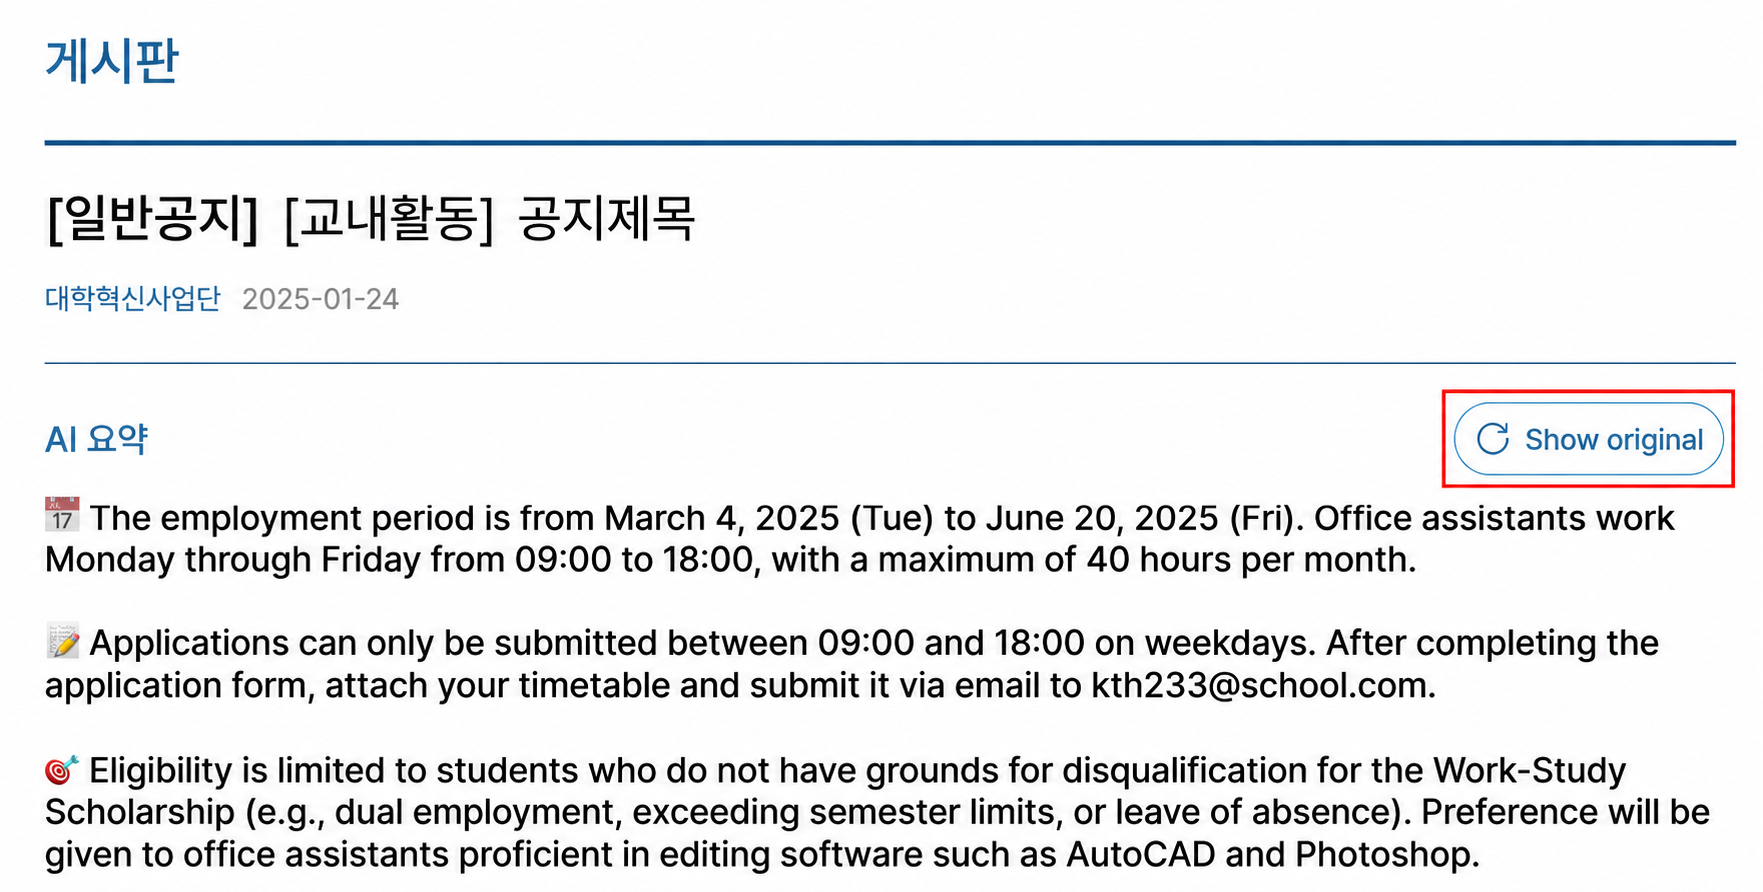 게시판
[일반공지] [교내활동] 공지제목
대학혁신사업단 2025-01-24
AI 요약
Show original
📅 The employment period is from March 4, 2025 (Tue) to June 20, 2025 (Fri). Office assistants work
Monday through Friday from 09:00 to 18:00, with a maximum of 40 hours per month.
📝 Applications can only be submitted between 09:00 and 18:00 on weekdays. After completing the
application form, attach your timetable and submit it via email to kth233@school.com.
🎯 Eligibility is limited to students who do not have grounds for disqualification for the Work-Study
Scholarship (e.g., dual employment, exceeding semester limits, or leave of absence). Preference will be
given to office assistants proficient in editing software such as AutoCAD and Photoshop.